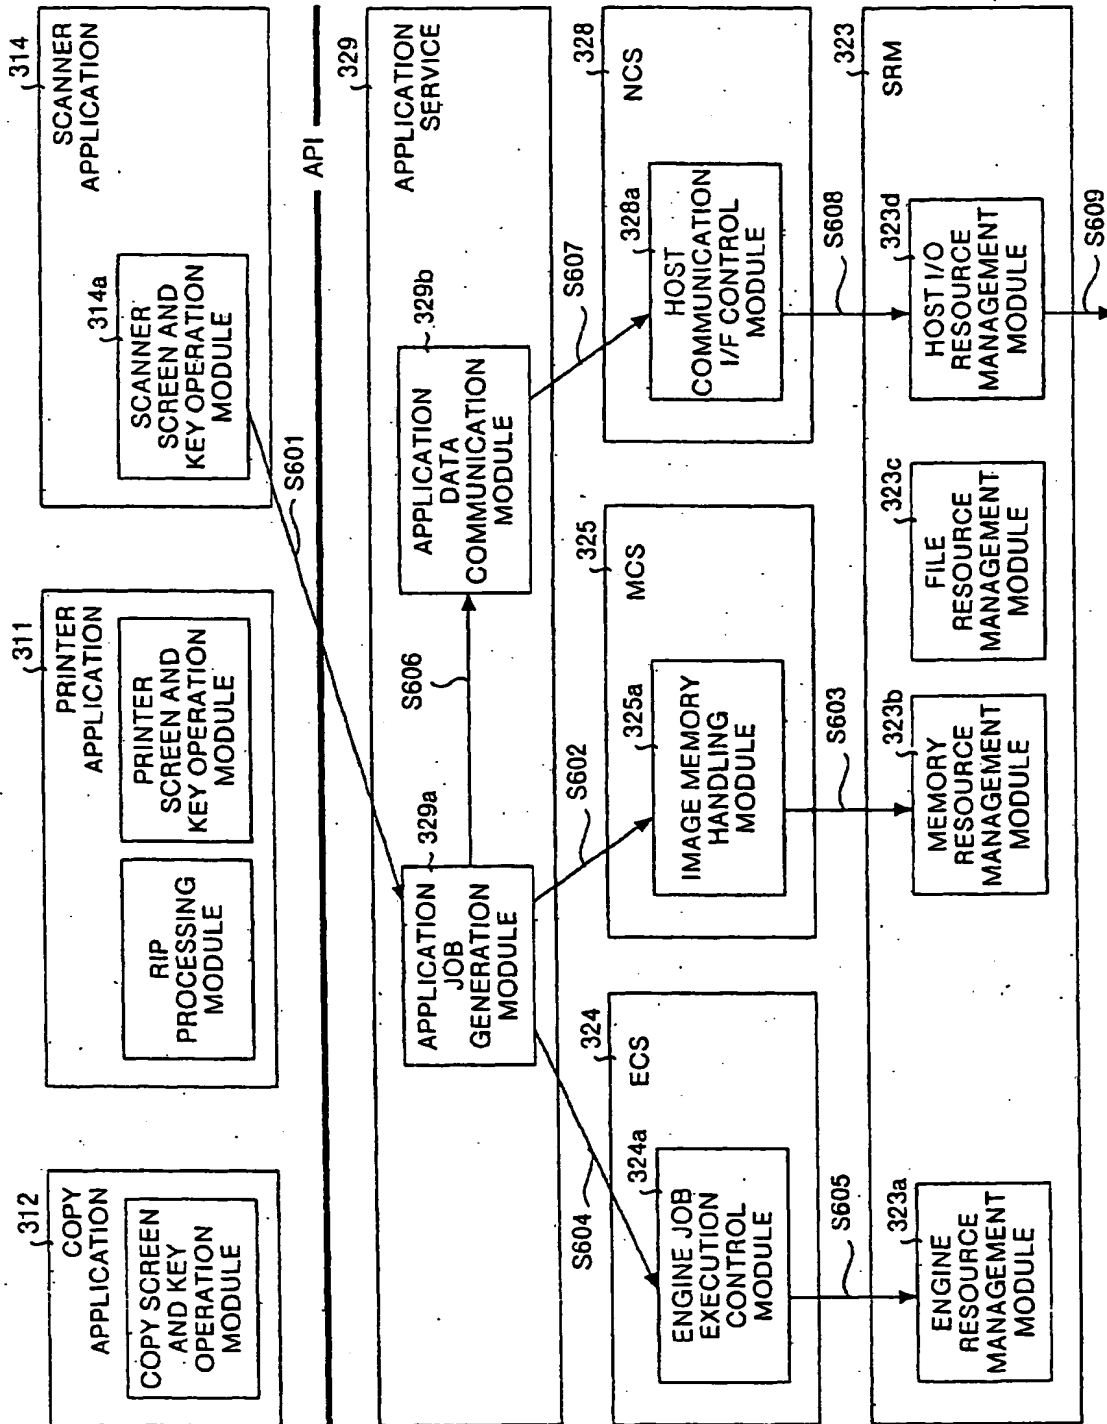 312
COPY
APPLICATION
COPY SCREEN
AND KEY
OPERATION
MODULE
311
PRINTER
APPLICATION
RIP
PROCESSING
MODULE
PRINTER
SCREEN AND
KEY OPERATION
MODULE
314
SCANNER
APPLICATION
314a
SCANNER
SCREEN AND
KEY OPERATION
MODULE
S601
API
329
APPLICATION
SERVICE
329a
APPLICATION
JOB
GENERATION
MODULE
S606
329b
APPLICATION
DATA
COMMUNICATION
MODULE
S604
S602
S607
324
ECS
324a
ENGINE JOB
EXECUTION
CONTROL
MODULE
325
MCS
325a
IMAGE MEMORY
HANDLING
MODULE
328
NCS
328a
HOST
COMMUNICATION
I/F CONTROL
MODULE
S605
S603
S608
323
SRM
323a
ENGINE
RESOURCE
MANAGEMENT
MODULE
323b
MEMORY
RESOURCE
MANAGEMENT
MODULE
323c
FILE
RESOURCE
MANAGEMENT
MODULE
323d
HOST I/O
RESOURCE
MANAGEMENT
MODULE
S609